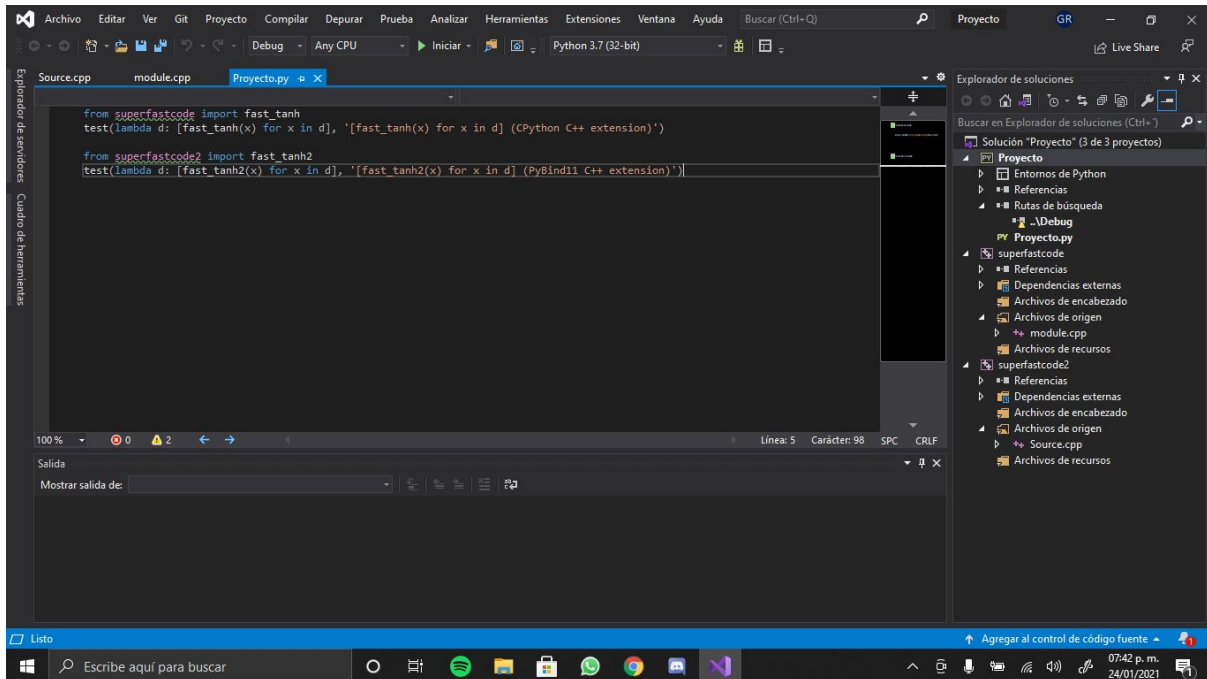 Archivo Editar Ver Git Proyecto Compilar Depurar Prueba Analizar Herramientas Extensiones Ventana Ayuda Buscar (Ctrl+Q) Proyecto GR
Debug Any CPU Iniciar Python 3.7 (32-bit) Live Share
Explorador de servidores
Cuadro de herramientas
Source.cpp module.cpp Proyecto.py
from superfastcode import fast_tanh
test(lambda d: [fast_tanh(x) for x in d], '[fast_tanh(x) for x in d] (CPython C++ extension)')
from superfastcode2 import fast_tanh2
test(lambda d: [fast_tanh2(x) for x in d], '[fast_tanh2(x) for x in d] (PyBind11 C++ extension)')
100 % 0 2 Línea: 5 Carácter: 98 SPC CRLF
Salida
Mostrar salida de:
Explorador de soluciones
Buscar en Explorador de soluciones (Ctrl+`)
Solución "Proyecto" (3 de 3 proyectos)
PY Proyecto
Entornos de Python
Referencias
Rutas de búsqueda
..\Debug
PY Proyecto.py
superfastcode
Referencias
Dependencias externas
Archivos de encabezado
Archivos de origen
++ module.cpp
Archivos de recursos
superfastcode2
Referencias
Dependencias externas
Archivos de encabezado
Archivos de origen
++ Source.cpp
Archivos de recursos
Listo Agregar al control de código fuente 1
Escribe aquí para buscar 07:42 p. m.
24/01/2021 1